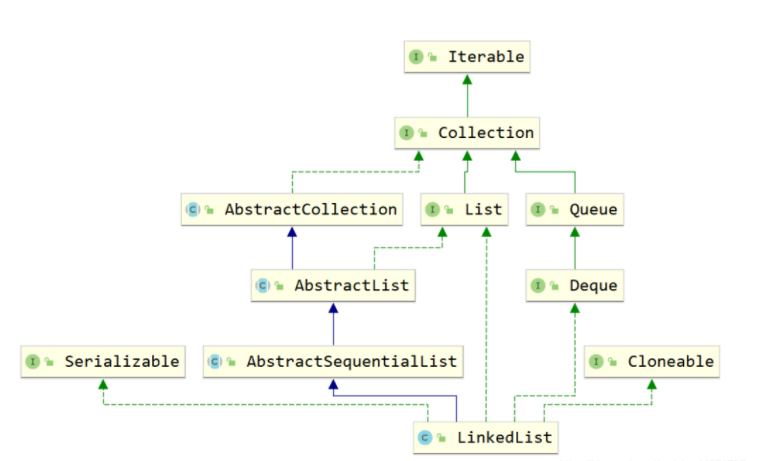 Iterable
Collection
AbstractCollection
List
Queue
AbstractList
Deque
Serializable
AbstractSequentialList
Cloneable
LinkedList